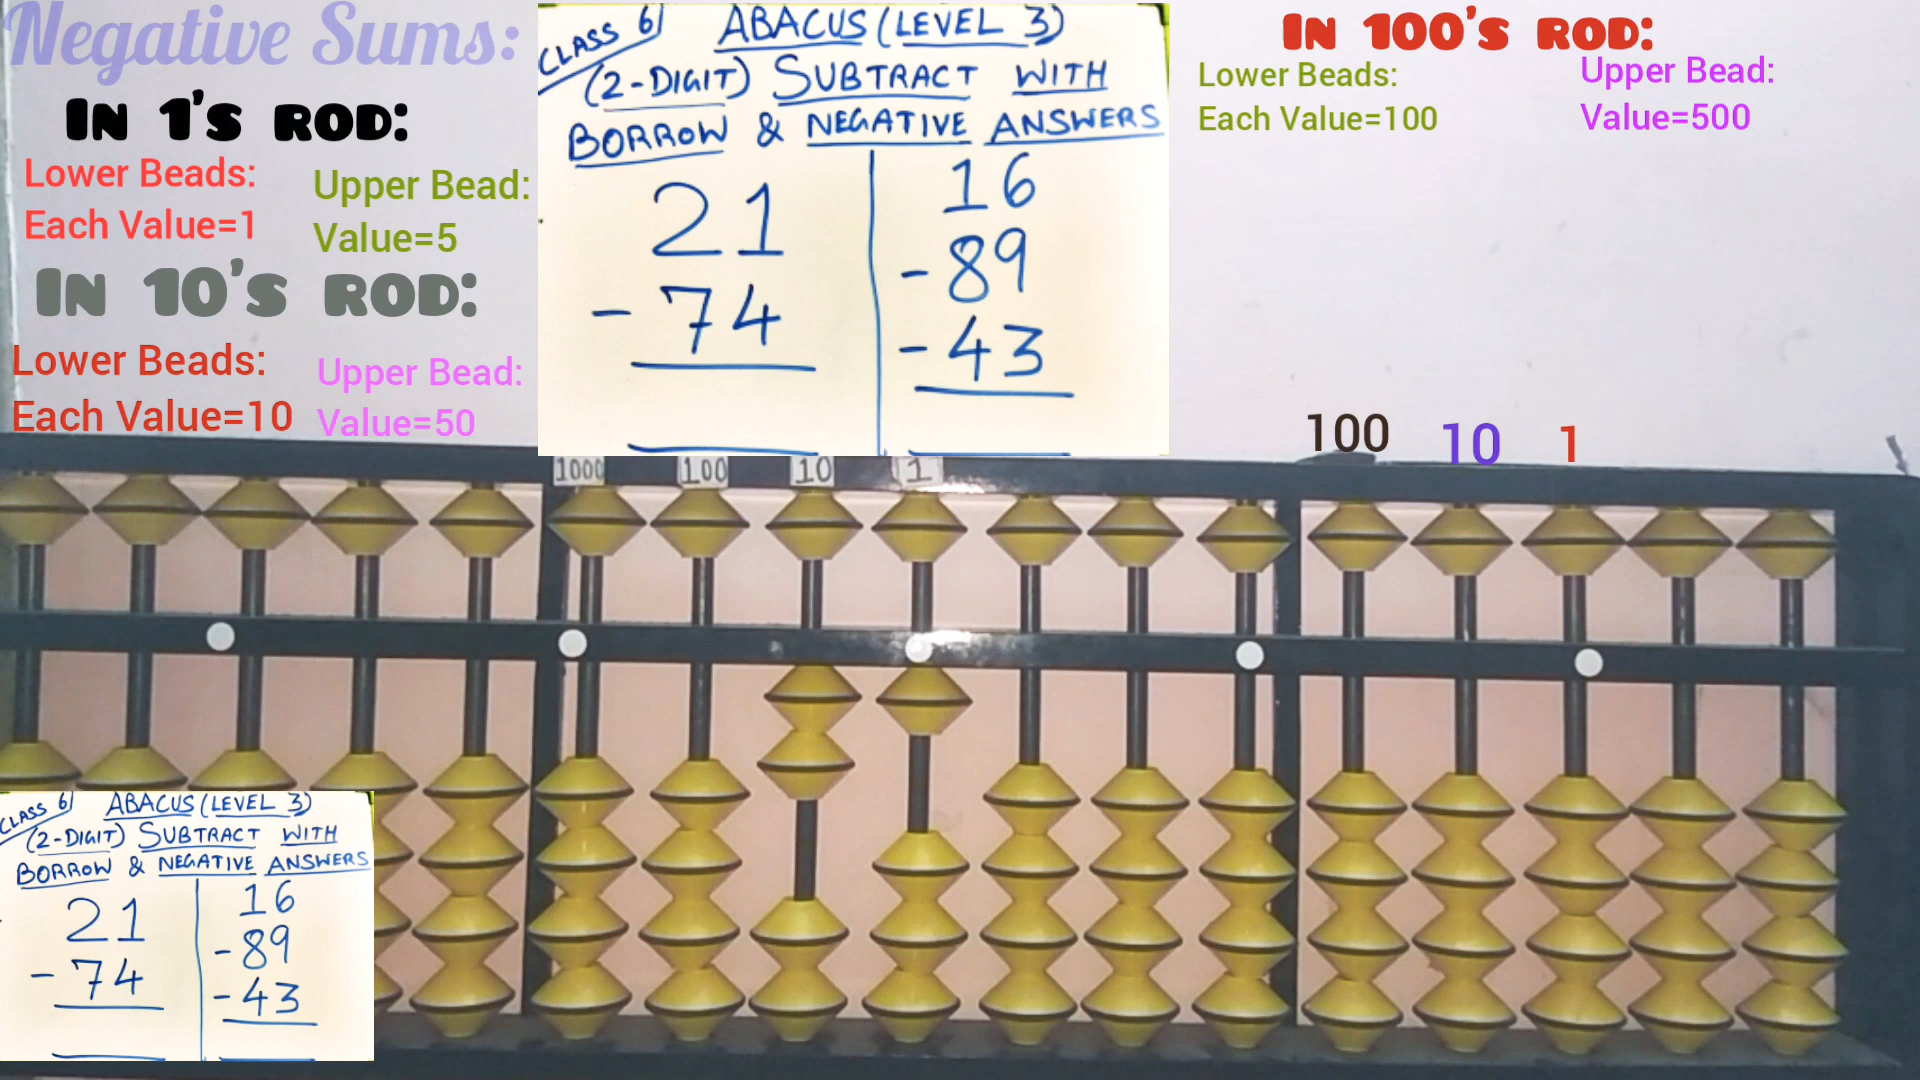 Negative Sums:
In 1's rod:
Lower Beads:
Each Value=1
Upper Bead:
Value=5
In 10's rod:
Lower Beads:
Each Value=10
Upper Bead:
Value=50
CLASS 6
ABACUS (LEVEL 3)
(2-DIGIT) SUBTRACT WITH
BORROW & NEGATIVE ANSWERS
21
- 74
16
- 89
- 43
In 100's rod:
Lower Beads:
Each Value=100
Upper Bead:
Value=500
100 10 1
1000 100 10 1
CLASS 6
ABACUS (LEVEL 3)
(2-DIGIT) SUBTRACT WITH
BORROW & NEGATIVE ANSWERS
21
- 74
16
- 89
- 43